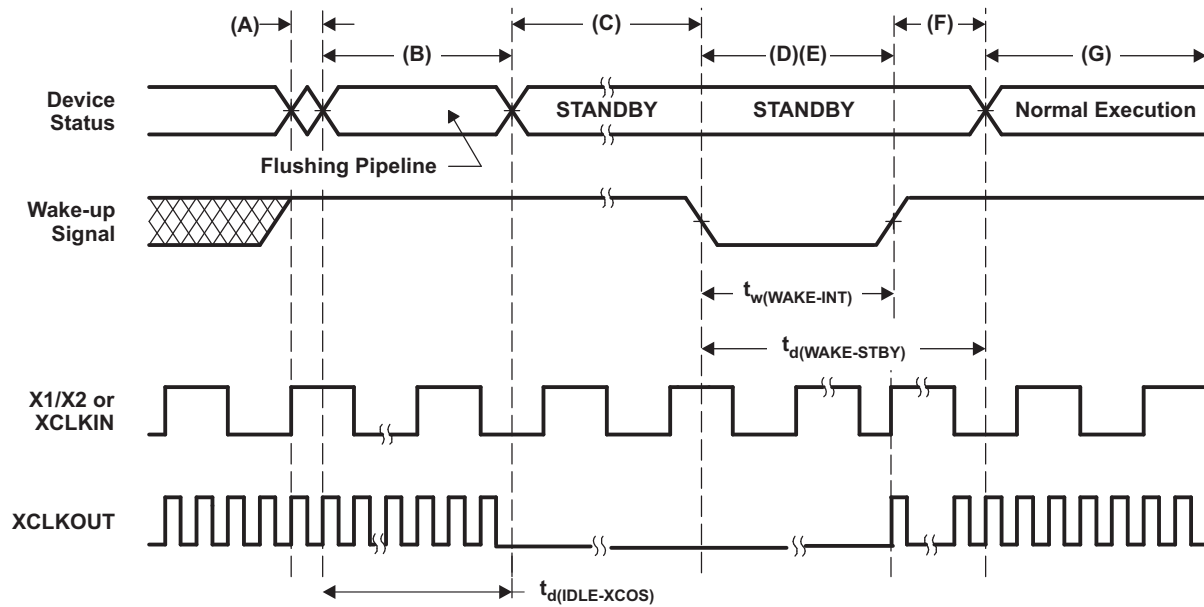 (A)
(B)
(C)
(D)(E)
(F)
(G)
Device
Status
STANDBY
STANDBY
Normal Execution
Flushing Pipeline
Wake-up
Signal
tw(WAKE-INT)
td(WAKE-STBY)
X1/X2 or
XCLKIN
XCLKOUT
td(IDLE-XCOS)